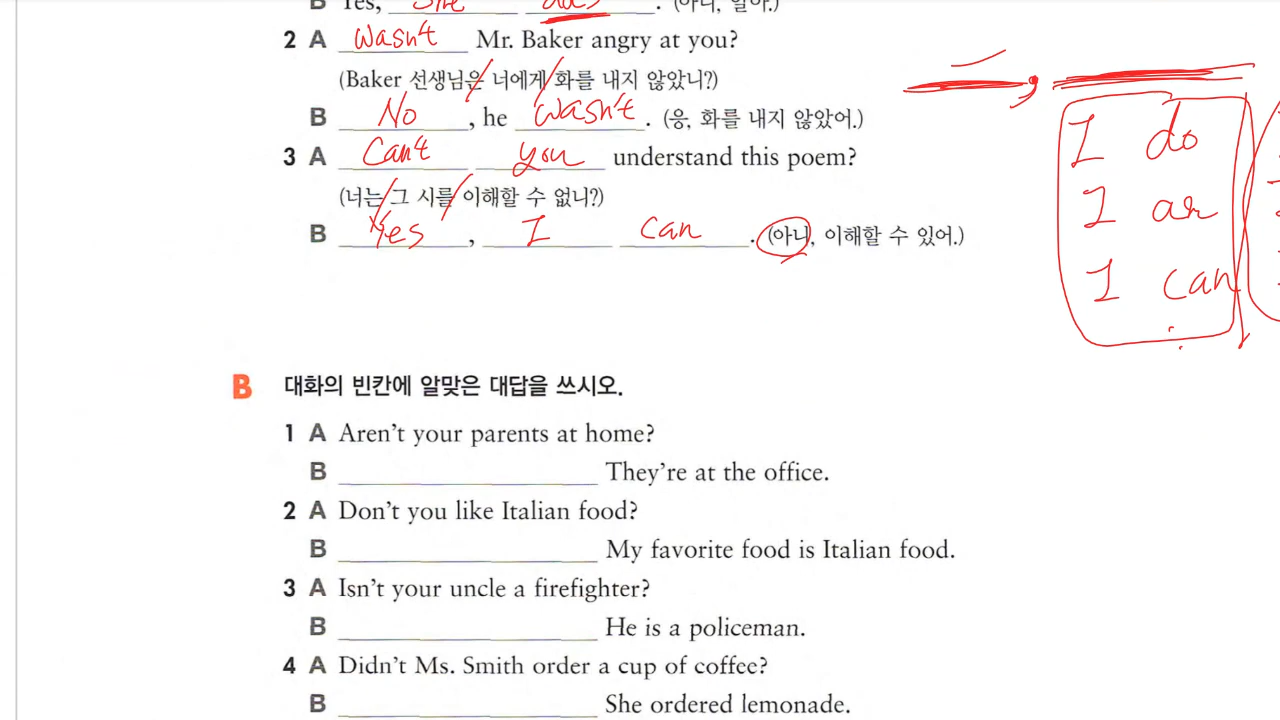 B Yes, she does . (아니, 알아.)
2 A Wasn't Mr. Baker angry at you?
(Baker 선생님은 너에게 화를 내지 않았니?)
B No , he wasn't . (응, 화를 내지 않았어.)
3 A Can't you understand this poem?
(너는 그 시를 이해할 수 없니?)
B Yes , I can . (아니, 이해할 수 있어.)
I do
I am
I can
B 대화의 빈칸에 알맞은 대답을 쓰시오.
1 A Aren't your parents at home?
B They're at the office.
2 A Don't you like Italian food?
B My favorite food is Italian food.
3 A Isn't your uncle a firefighter?
B He is a policeman.
4 A Didn't Ms. Smith order a cup of coffee?
B She ordered lemonade.